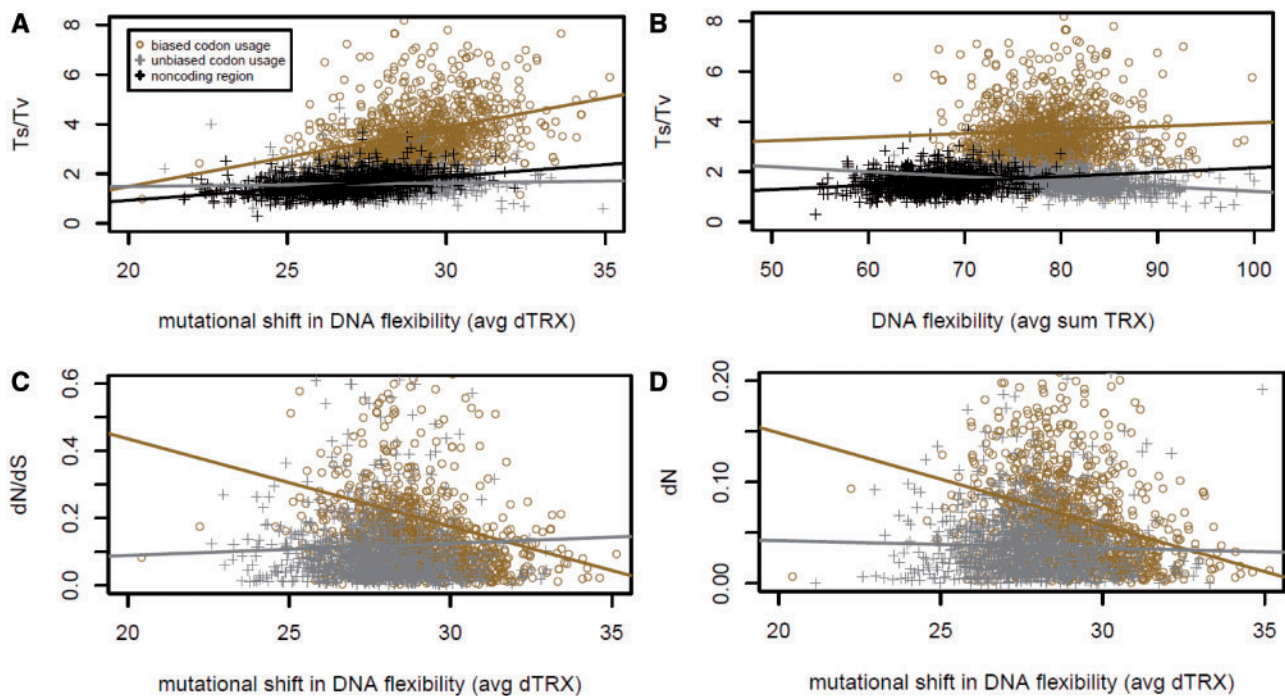 A
8
6
4
2
0
Ts/Tv
biased codon usage
unbiased codon usage
noncoding region
20 25 30 35
mutational shift in DNA flexibility (avg dTRX)
B
8
6
4
2
0
Ts/Tv
50 60 70 80 90 100
DNA flexibility (avg sum TRX)
C
0.6
0.4
0.2
0.0
dN/dS
20 25 30 35
mutational shift in DNA flexibility (avg dTRX)
D
0.20
0.10
0.00
dN
20 25 30 35
mutational shift in DNA flexibility (avg dTRX)